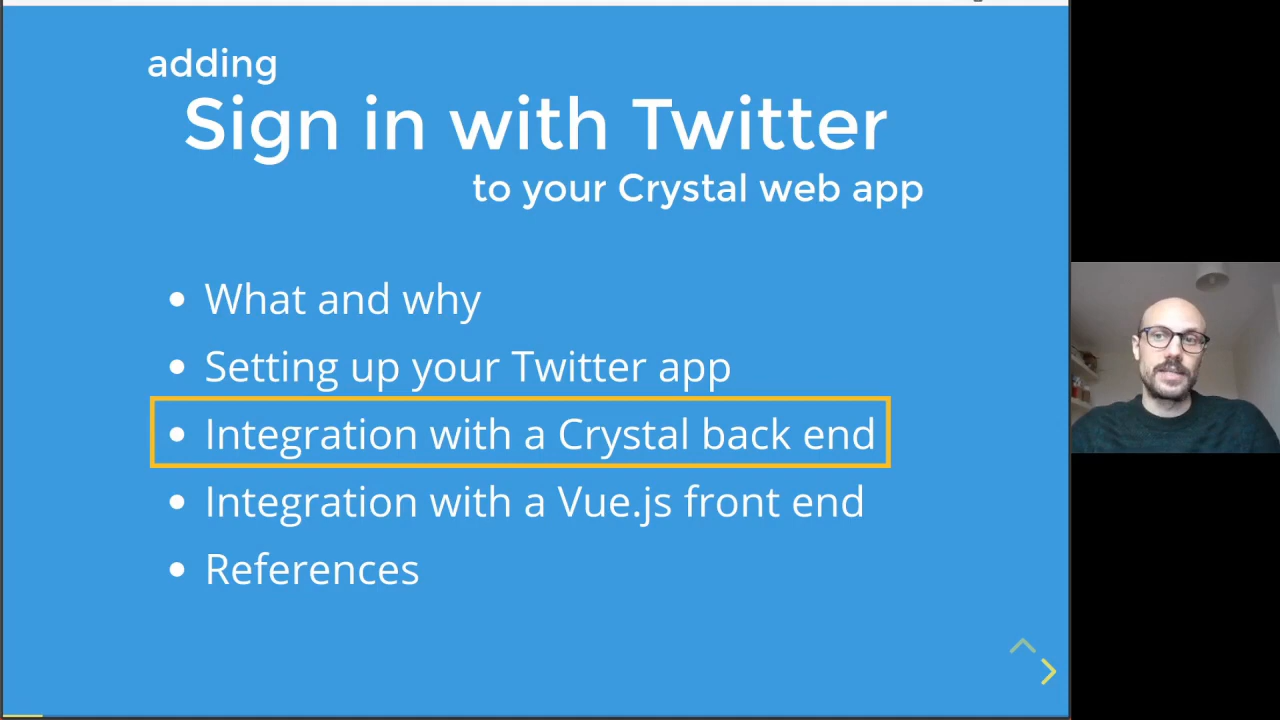 adding
Sign in with Twitter
to your Crystal web app
What and why
Setting up your Twitter app
Integration with a Crystal back end
Integration with a Vue.js front end
References